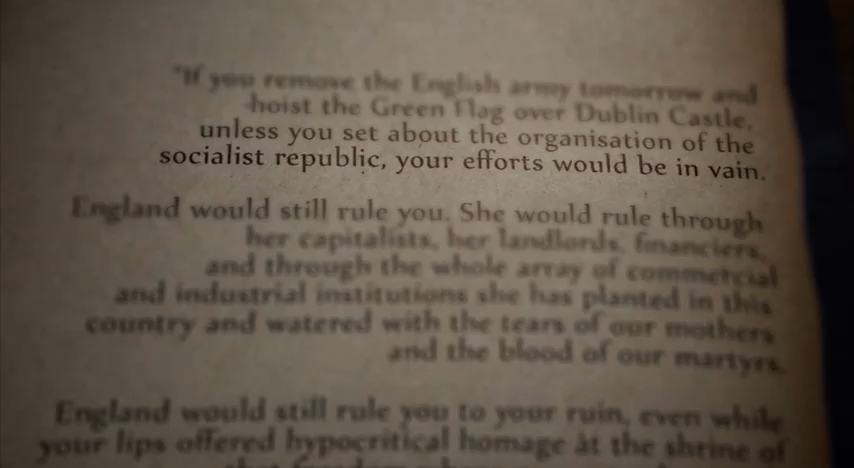 "If you remove the English army tomorrow and
hoist the Green Flag over Dublin Castle,
unless you set about the organisation of the
socialist republic, your efforts would be in vain.
England would still rule you. She would rule through
her capitalists, her landlords, financiers,
and through the whole array of commercial
and industrial institutions she has planted in this
country and watered with the tears of our mothers
and the blood of our martyrs.
England would still rule you to your ruin, even while
your lips offered hypocritical homage at the shrine of
that freedom whose